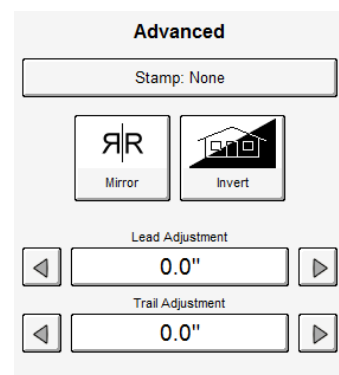 Advanced
Stamp: None
ЯR
Mirror
Invert
Lead Adjustment
0.0"
Trail Adjustment
0.0"